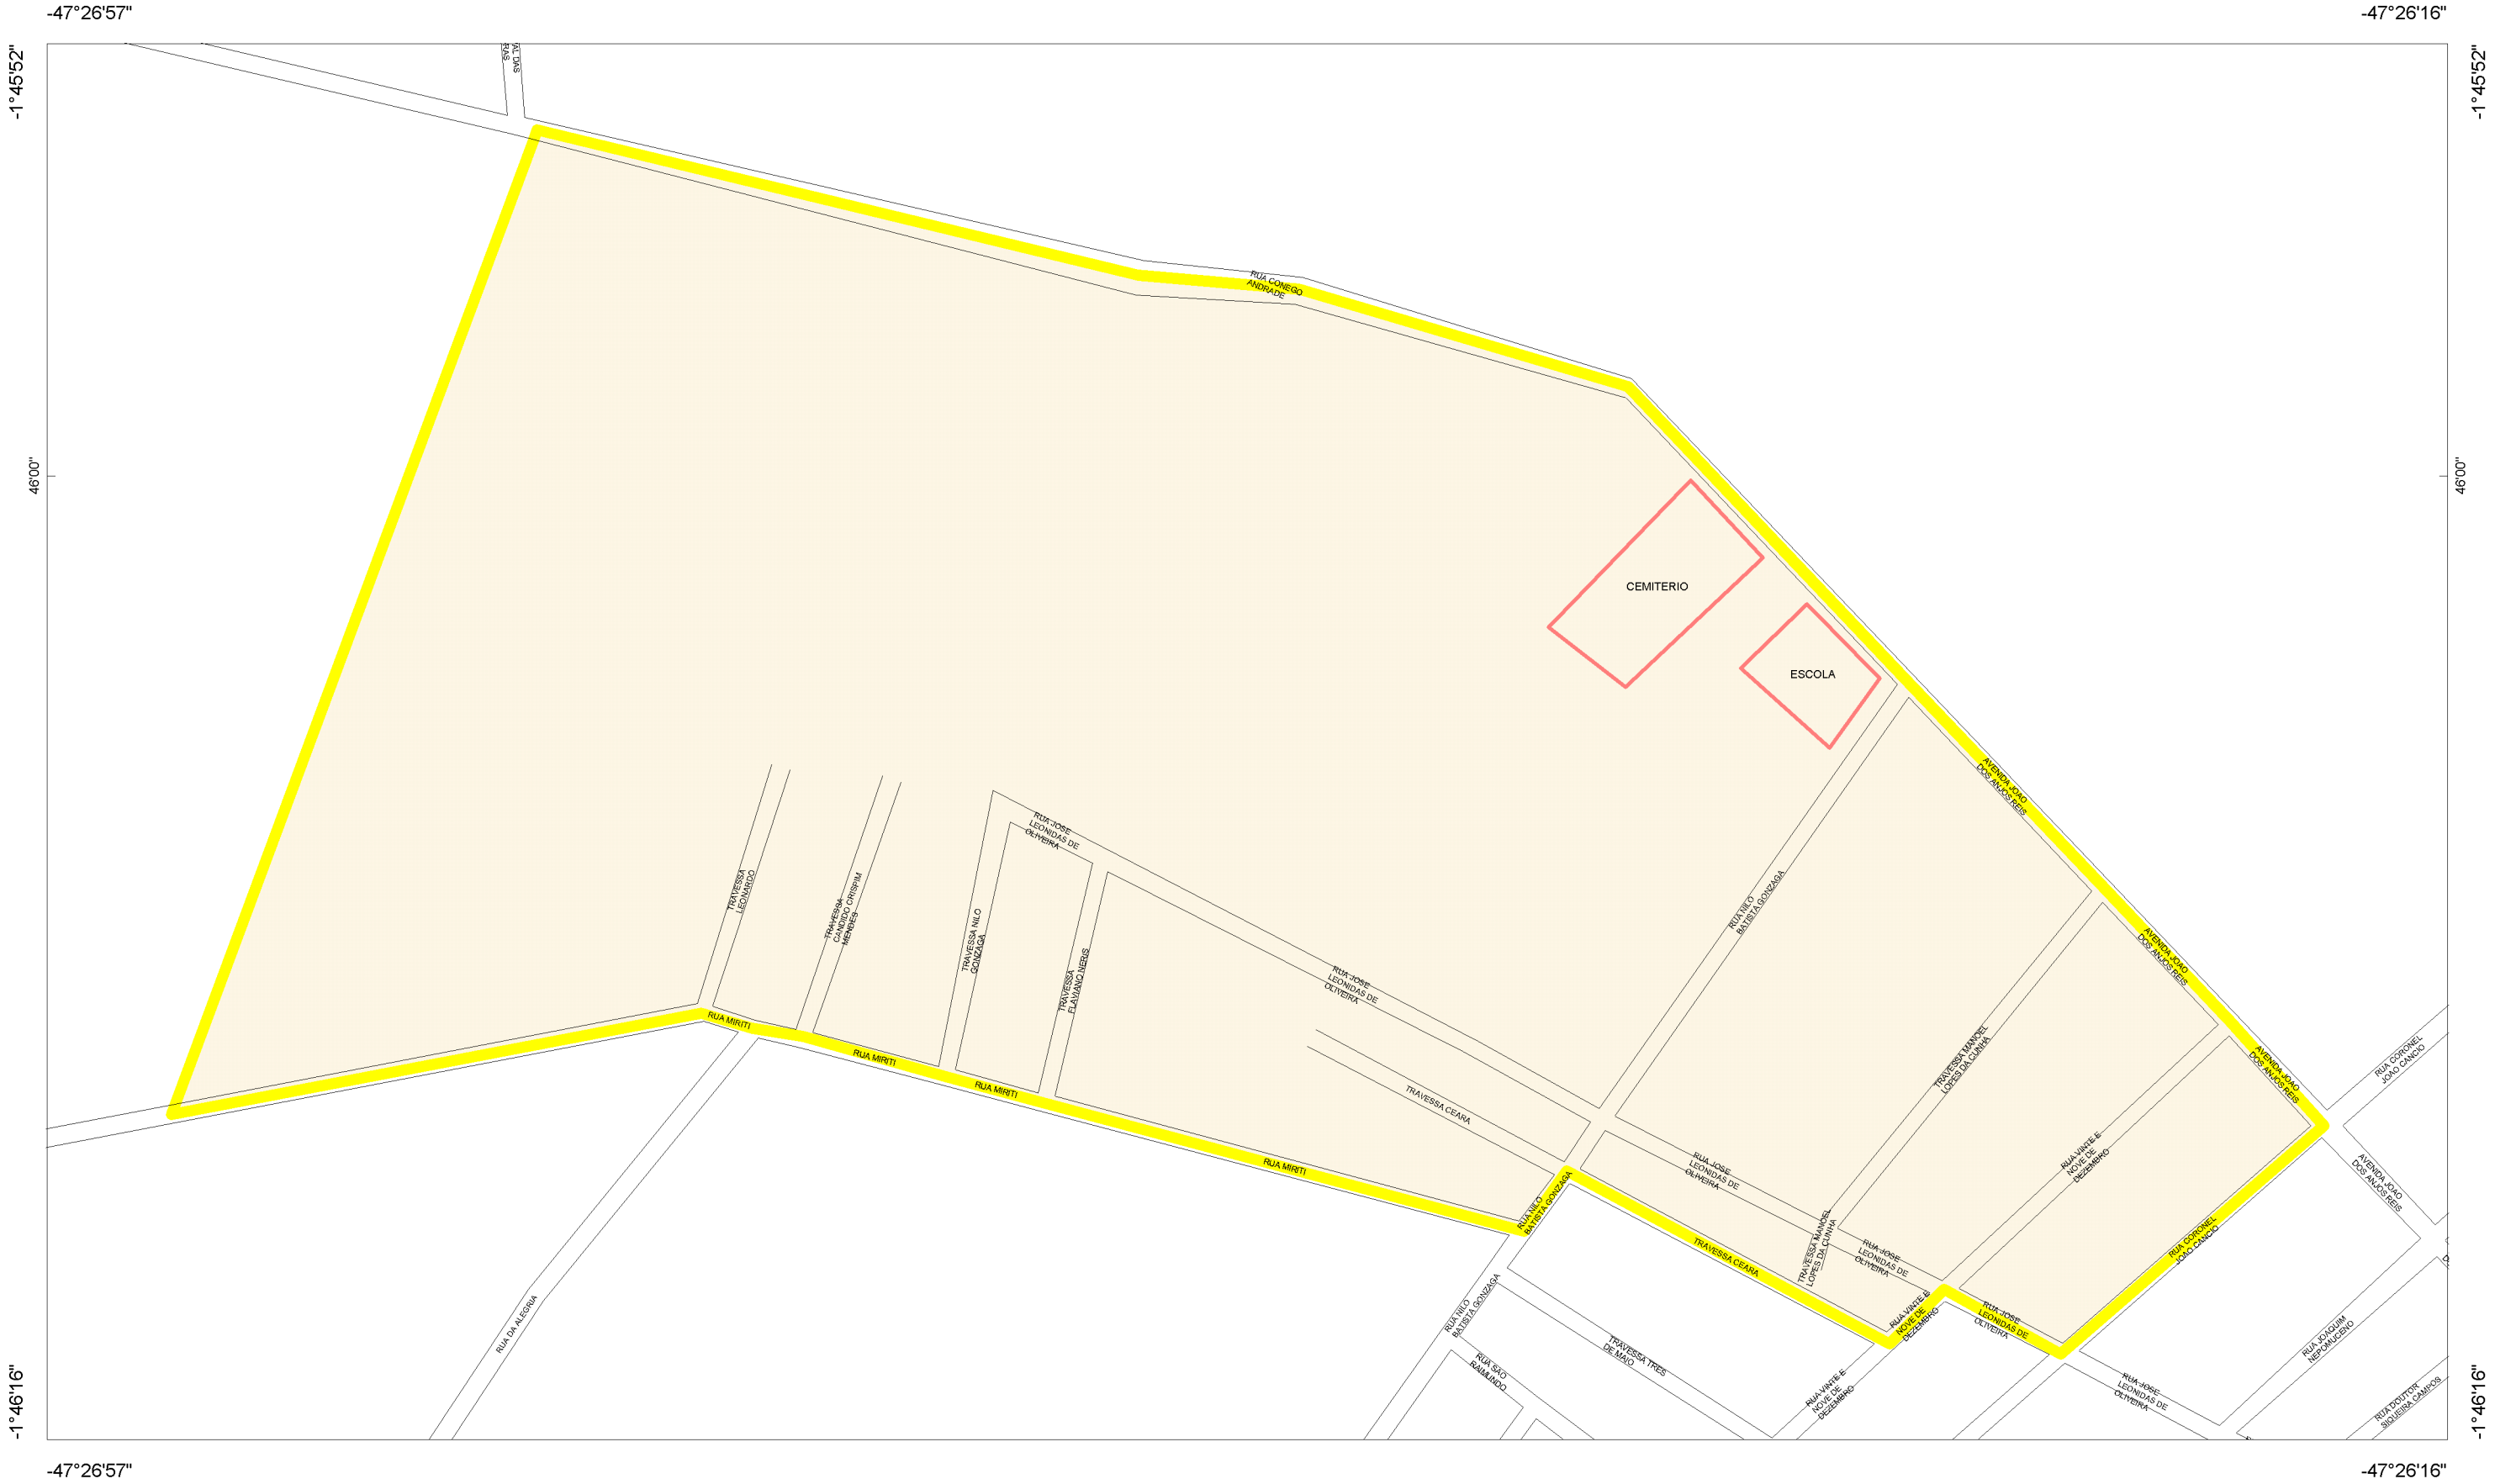 -47°26'57"
-47°26'16"
-1°45'52"
-1°45'52"
AL DAS
RAS
RUA CONEGO
ANDRADE
46'00"
46'00"
CEMITERIO
ESCOLA
AVENIDA JOAO
DOS ANJOS REIS
RUA JOSE
LEONIDAS DE
OLIVEIRA
TRAVESSA
LEONARDO
TRAVESSA
CANDIDO CRISPIM
MENDES
RUA NILO
BATISTA GONZAGA
TRAVESSA NILO
GONZAGA
TRAVESSA
FLAVIANO NERIS
AVENIDA JOAO
DOS ANJOS REIS
RUA JOSE
LEONIDAS DE
OLIVEIRA
RUA MIRITI
RUA MIRITI
RUA MIRITI
RUA MIRITI
TRAVESSA CEARA
TRAVESSA MANOEL
LOPES DA CUNHA
AVENIDA JOAO
DOS ANJOS REIS
RUA CORONEL
JOAO CANCIO
RUA JOSE
LEONIDAS DE
OLIVEIRA
RUA VINTE E
NOVE DE
DEZEMBRO
AVENIDA JOAO
DOS ANJOS REIS
RUA NILO
BATISTA GONZAGA
TRAVESSA CEARA
TRAVESSA MANOEL
LOPES DA CUNHA
RUA JOSE
LEONIDAS DE
OLIVEIRA
RUA CORONEL
JOAO CANCIO
RUA DA ALEGRIA
RUA NILO
BATISTA GONZAGA
RUA VINTE E
NOVE DE
DEZEMBRO
RUA JOSE
LEONIDAS DE
OLIVEIRA
RUA SAO
RAIMUNDO
TRAVESSA TRES
DE MAIO
RUA VINTE E
NOVE DE
DEZEMBRO
RUA JOSE
LEONIDAS DE
OLIVEIRA
RUA JOAQUIM
NEPOMUCENO
RUA DOUTOR
SIQUEIRA CAMPOS
-1°46'16"
-1°46'16"
-47°26'57"
-47°26'16"